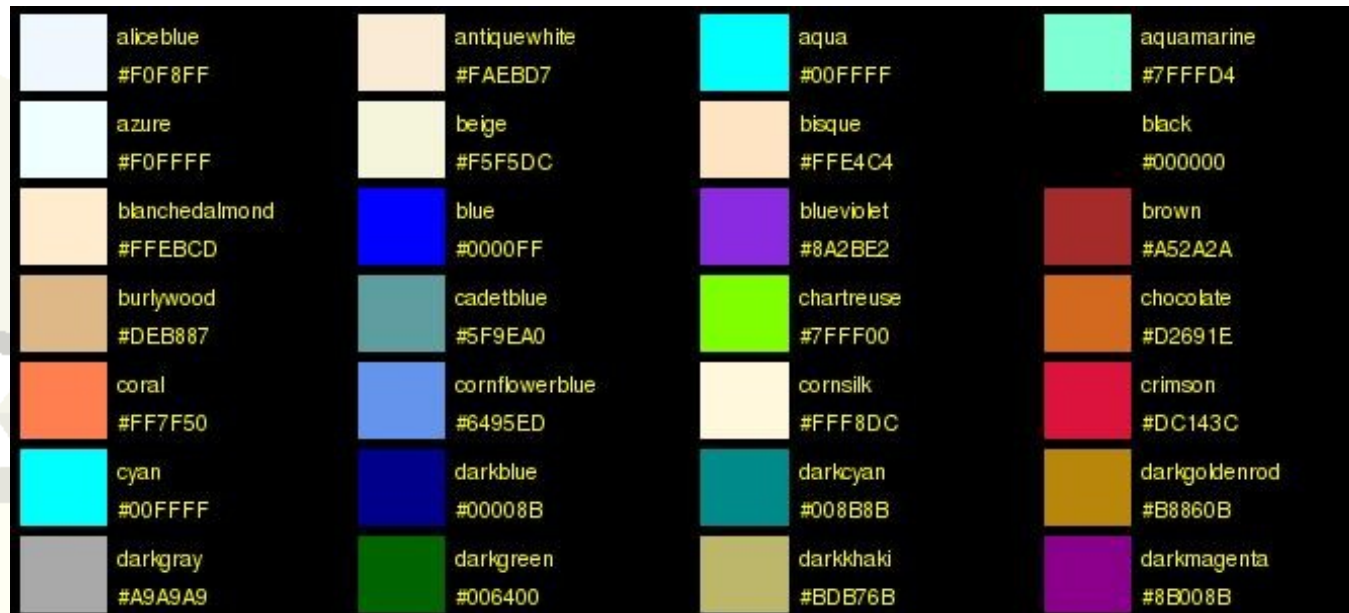 aliceblue
#F0F8FF
antiquewhite
#FAEBD7
aqua
#00FFFF
aquamarine
#7FFFD4
azure
#F0FFFF
beige
#F5F5DC
bisque
#FFE4C4
black
#000000
blanchedalmond
#FFEBCD
blue
#0000FF
blueviolet
#8A2BE2
brown
#A52A2A
burlywood
#DEB887
cadetblue
#5F9EA0
chartreuse
#7FFF00
chocolate
#D2691E
coral
#FF7F50
cornflowerblue
#6495ED
cornsilk
#FFF8DC
crimson
#DC143C
cyan
#00FFFF
darkblue
#00008B
darkcyan
#008B8B
darkgoldenrod
#B8860B
darkgray
#A9A9A9
darkgreen
#006400
darkkhaki
#BDB76B
darkmagenta
#8B008B